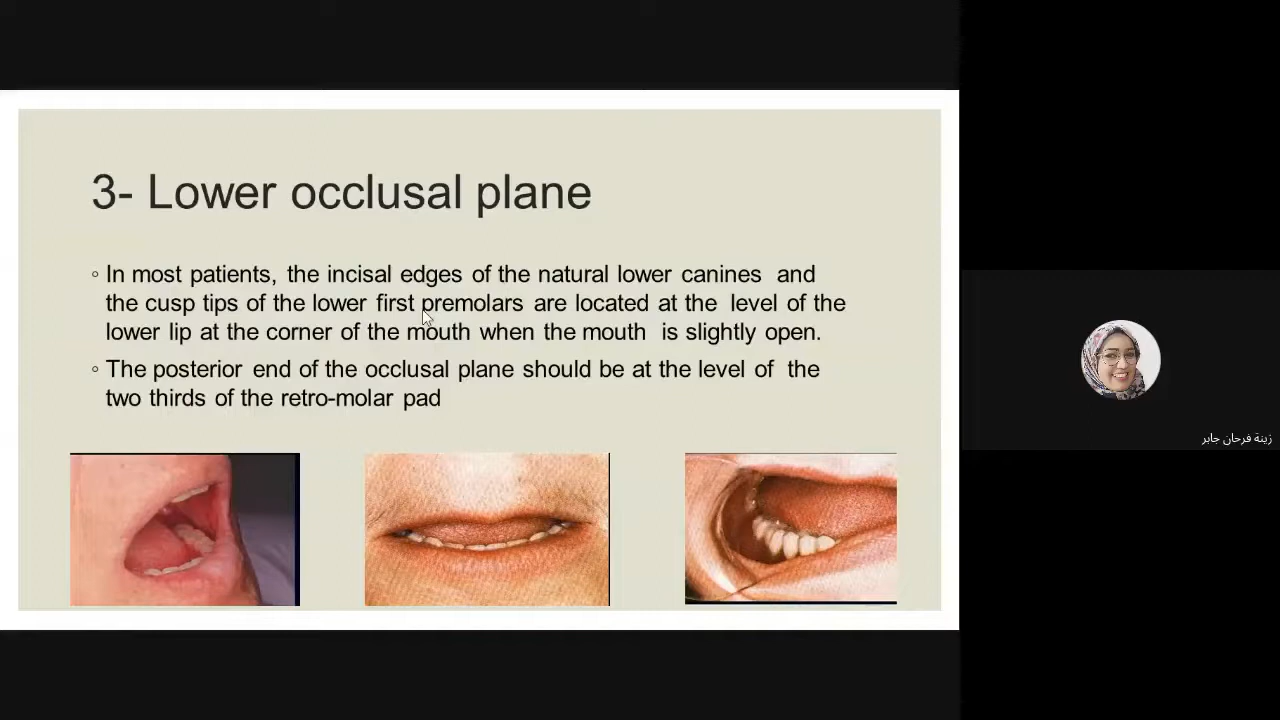 3- Lower occlusal plane
◦ In most patients, the incisal edges of the natural lower canines and
the cusp tips of the lower first premolars are located at the level of the
lower lip at the corner of the mouth when the mouth is slightly open.
◦ The posterior end of the occlusal plane should be at the level of the
two thirds of the retro-molar pad
زينة فرحان جابر